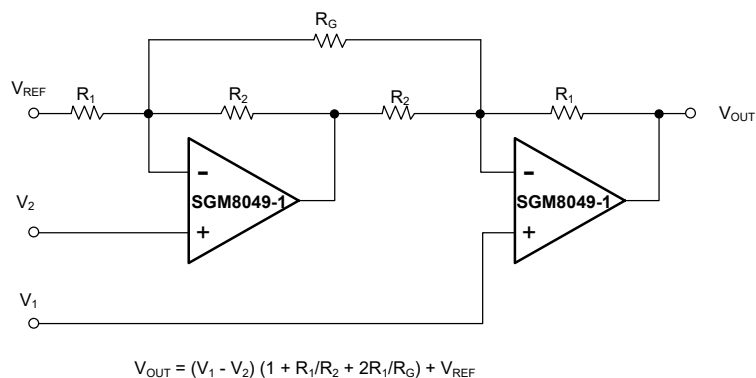 RG
VREF
R1
R2
R2
R1
VOUT
-
SGM8049-1
+
-
SGM8049-1
+
V2
V1
VOUT = (V1 - V2) (1 + R1/R2 + 2R1/RG) + VREF